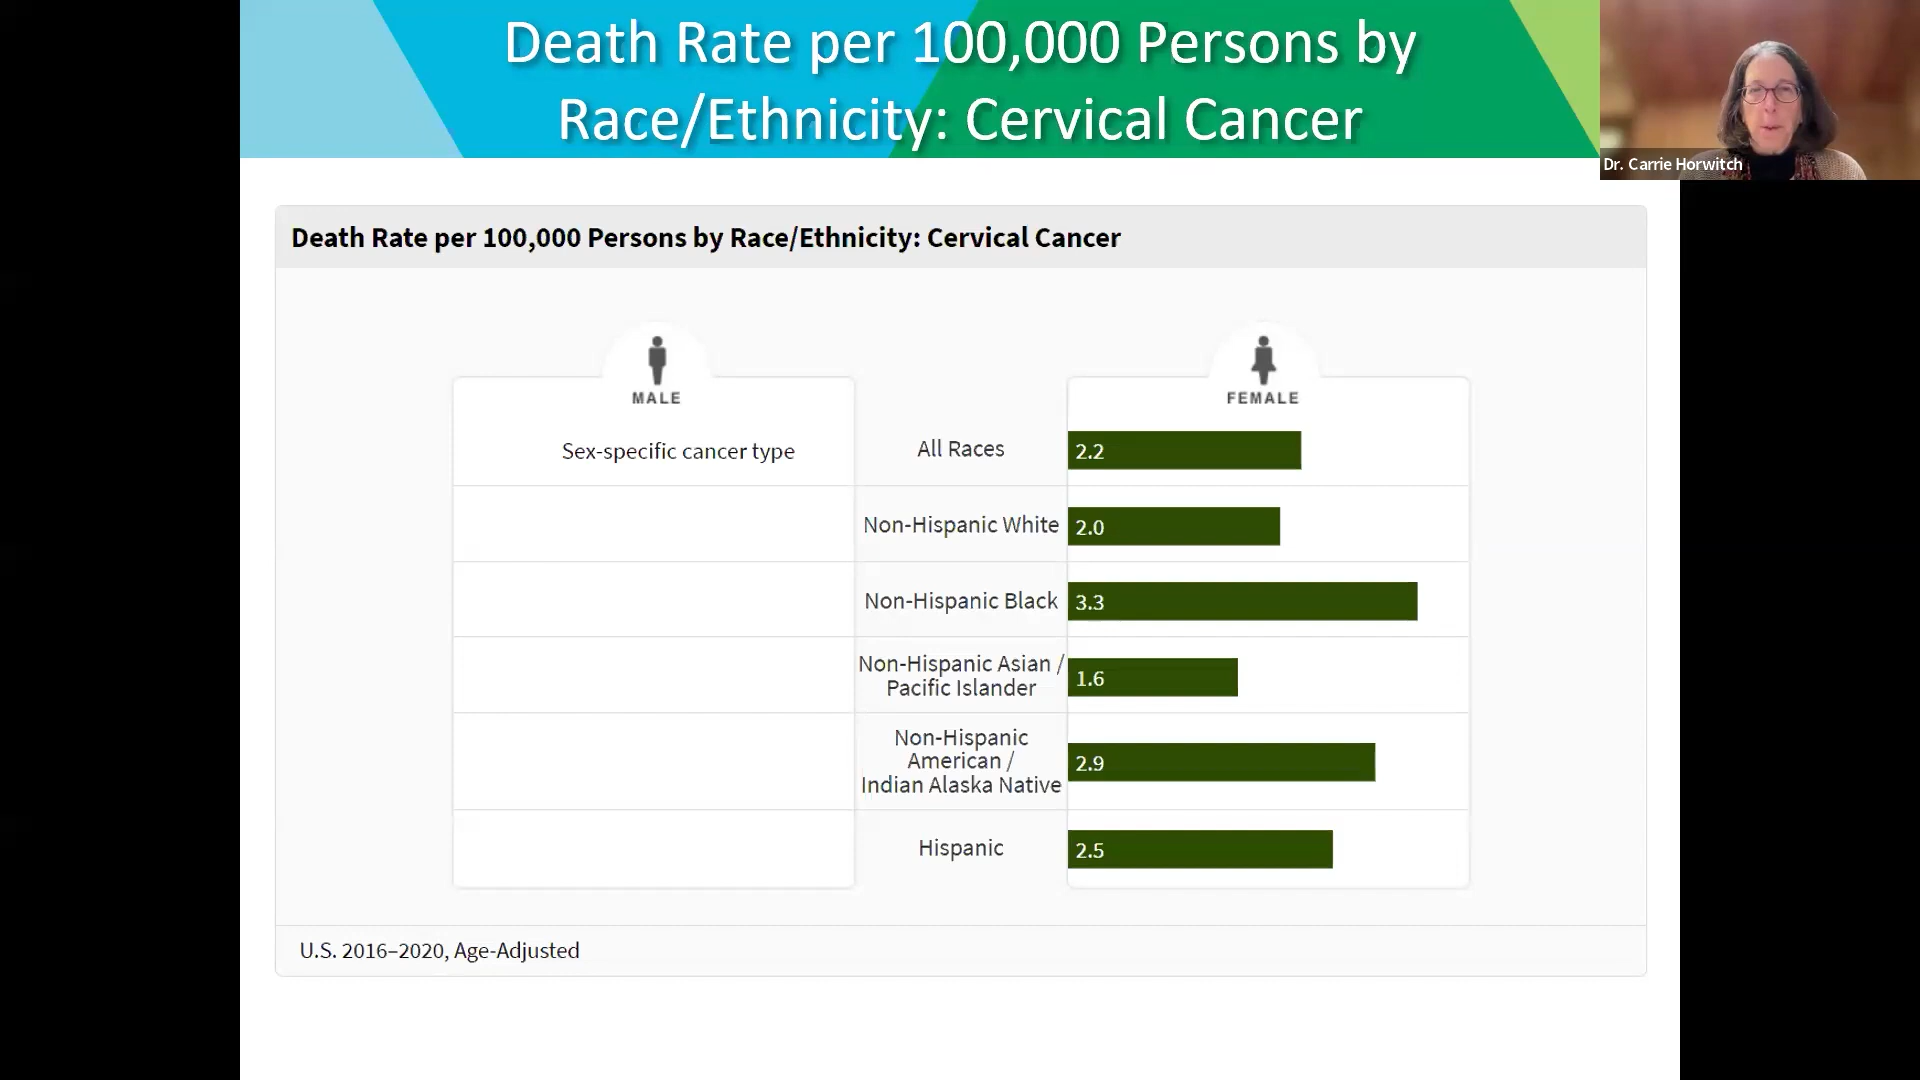 Death Rate per 100,000 Persons by
Race/Ethnicity: Cervical Cancer
Dr. Carrie Horwitch
Death Rate per 100,000 Persons by Race/Ethnicity: Cervical Cancer
MALE
FEMALE
Sex-specific cancer type
All Races
2.2
Non-Hispanic White
2.0
Non-Hispanic Black
3.3
Non-Hispanic Asian /
Pacific Islander
1.6
Non-Hispanic
American /
Indian Alaska Native
2.9
Hispanic
2.5
U.S. 2016–2020, Age-Adjusted